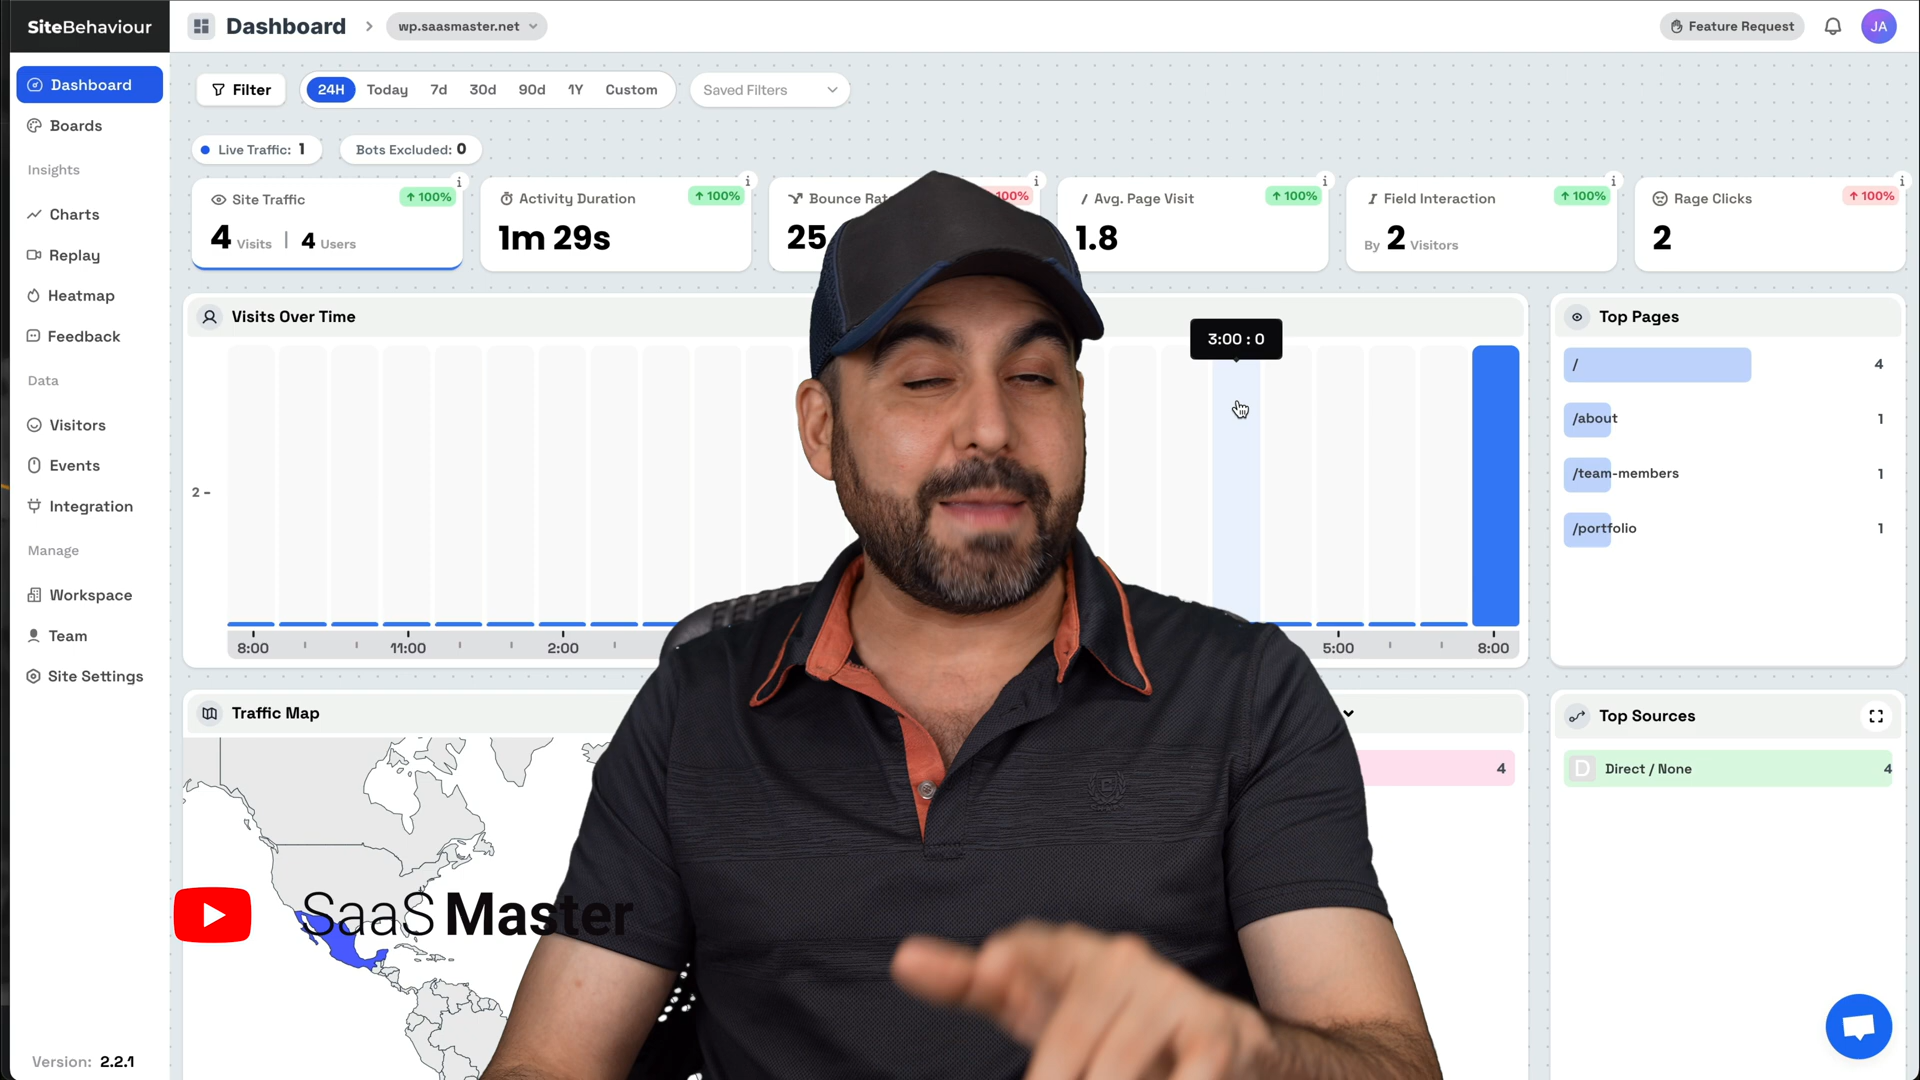 SiteBehaviour
Dashboard
wp.saasmaster.net
Feature Request
JA
Dashboard
Boards
Insights
Charts
Replay
Heatmap
Feedback
Data
Visitors
Events
Integration
Manage
Workspace
Team
Site Settings
Version: 2.2.1
Filter
24H Today 7d 30d 90d 1Y Custom
Saved Filters
Live Traffic: 1
Bots Excluded: 0
Site Traffic
↑ 100%
4 Visits | 4 Users
Activity Duration
↑ 100%
1m 29s
100%
25
Avg. Page Visit
↑ 100%
1.8
Field Interaction
↑ 100%
By 2 Visitors
Rage Clicks
↑ 100%
2
Visits Over Time
3:00 : 0
2 -
8:00 11:00 2:00 5:00 8:00
Top Pages
/ 4
/about 1
/team-members 1
/portfolio 1
Traffic Map
4
Top Sources
D Direct / None 4
SaaS Master